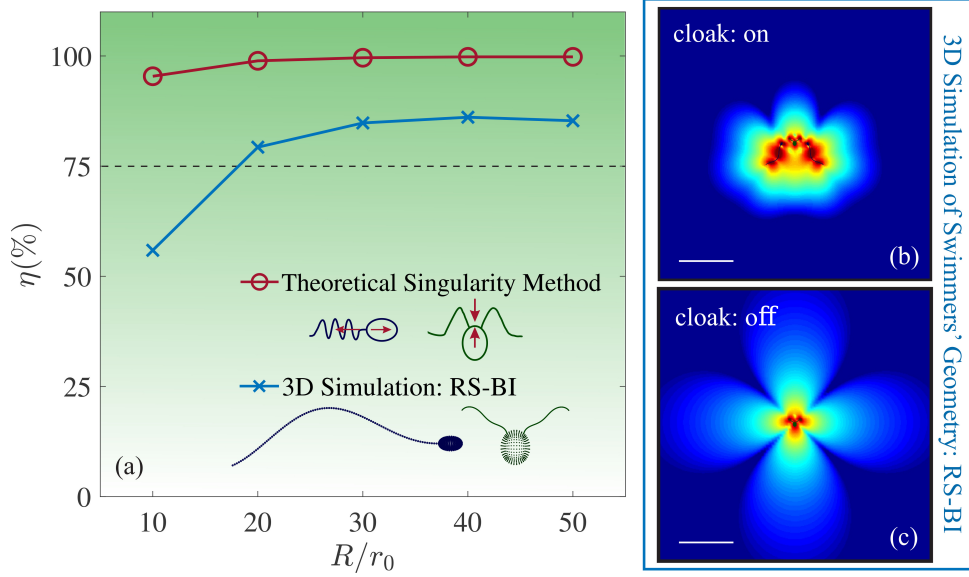 100
75
50
25
0
η(%)
10 20 30 40 50
R/r₀
Theoretical Singularity Method
3D Simulation: RS-BI
(a)
cloak: on
(b)
cloak: off
(c)
3D Simulation of Swimmers' Geometry: RS-BI